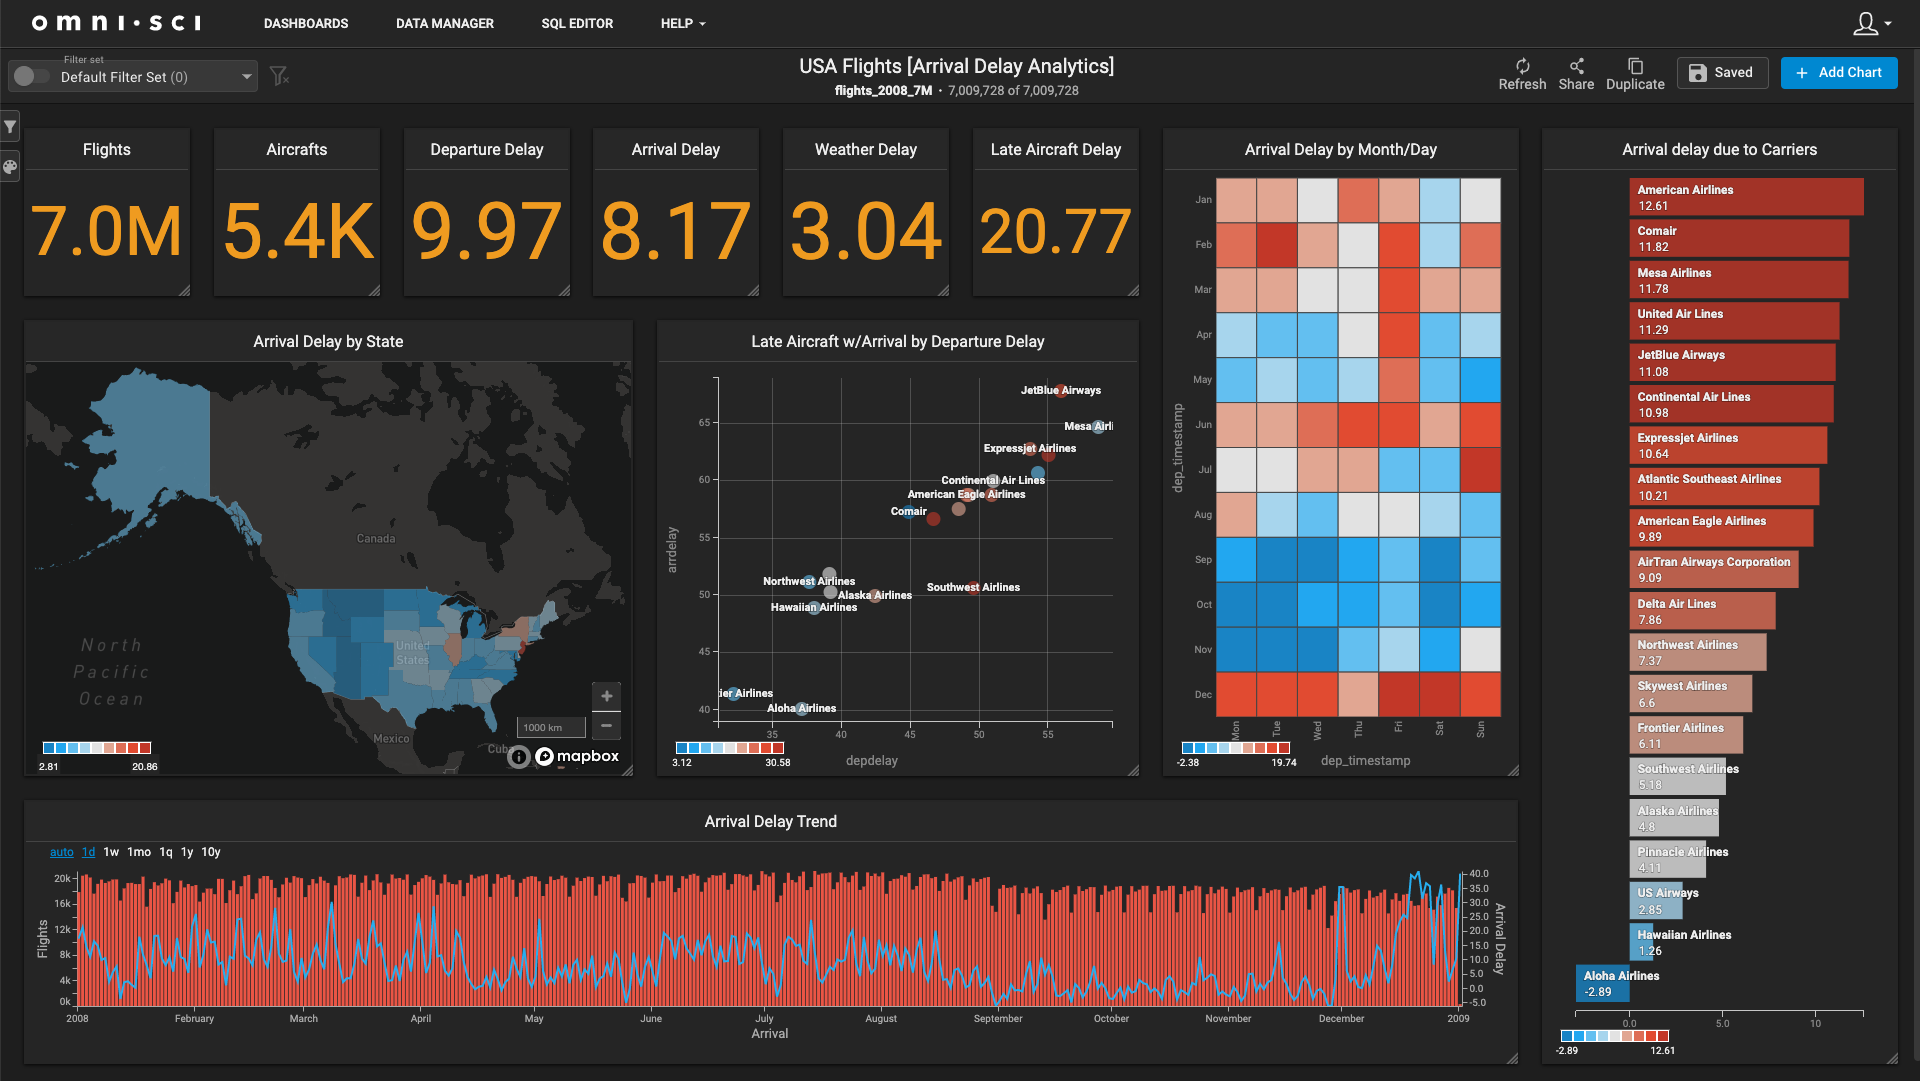 omni·sci
DASHBOARDS
DATA MANAGER
SQL EDITOR
HELP
Filter set
Default Filter Set (0)
USA Flights [Arrival Delay Analytics]
flights_2008_7M · 7,009,728 of 7,009,728
Refresh
Share
Duplicate
Saved
+ Add Chart
Flights
7.0M
Aircrafts
5.4K
Departure Delay
9.97
Arrival Delay
8.17
Weather Delay
3.04
Late Aircraft Delay
20.77
Arrival Delay by State
Canada
North
Pacific
Ocean
United
States
Mexico
Cuba
+
−
1000 km
mapbox
2.81
20.86
Late Aircraft w/Arrival by Departure Delay
arrdelay
65
60
55
50
45
40
JetBlue Airways
Mesa Airli
Expressjet Airlines
Continental Air Lines
American Eagle Airlines
Comair
Northwest Airlines
Southwest Airlines
Alaska Airlines
Hawaiian Airlines
tier Airlines
Aloha Airlines
35
40
45
50
55
depdelay
3.12
30.58
Arrival Delay by Month/Day
dep_timestamp
Jan
Feb
Mar
Apr
May
Jun
Jul
Aug
Sep
Oct
Nov
Dec
Mon
Tue
Wed
Thu
Fri
Sat
Sun
dep_timestamp
-2.38
19.74
Arrival delay due to Carriers
American Airlines
12.61
Comair
11.82
Mesa Airlines
11.78
United Air Lines
11.29
JetBlue Airways
11.08
Continental Air Lines
10.98
Expressjet Airlines
10.64
Atlantic Southeast Airlines
10.21
American Eagle Airlines
9.89
AirTran Airways Corporation
9.09
Delta Air Lines
7.86
Northwest Airlines
7.37
Skywest Airlines
6.6
Frontier Airlines
6.11
Southwest Airlines
5.18
Alaska Airlines
4.8
Pinnacle Airlines
4.11
US Airways
2.85
Hawaiian Airlines
1.26
Aloha Airlines
-2.89
0.0
5.0
10
-2.89
12.61
Arrival Delay Trend
auto 1d 1w 1mo 1q 1y 10y
Flights
20k
16k
12k
8k
4k
0k
40.0
35.0
30.0
25.0
20.0
15.0
10.0
5.0
0.0
-5.0
Arrival Delay
2008
February
March
April
May
June
July
August
September
October
November
December
2009
Arrival